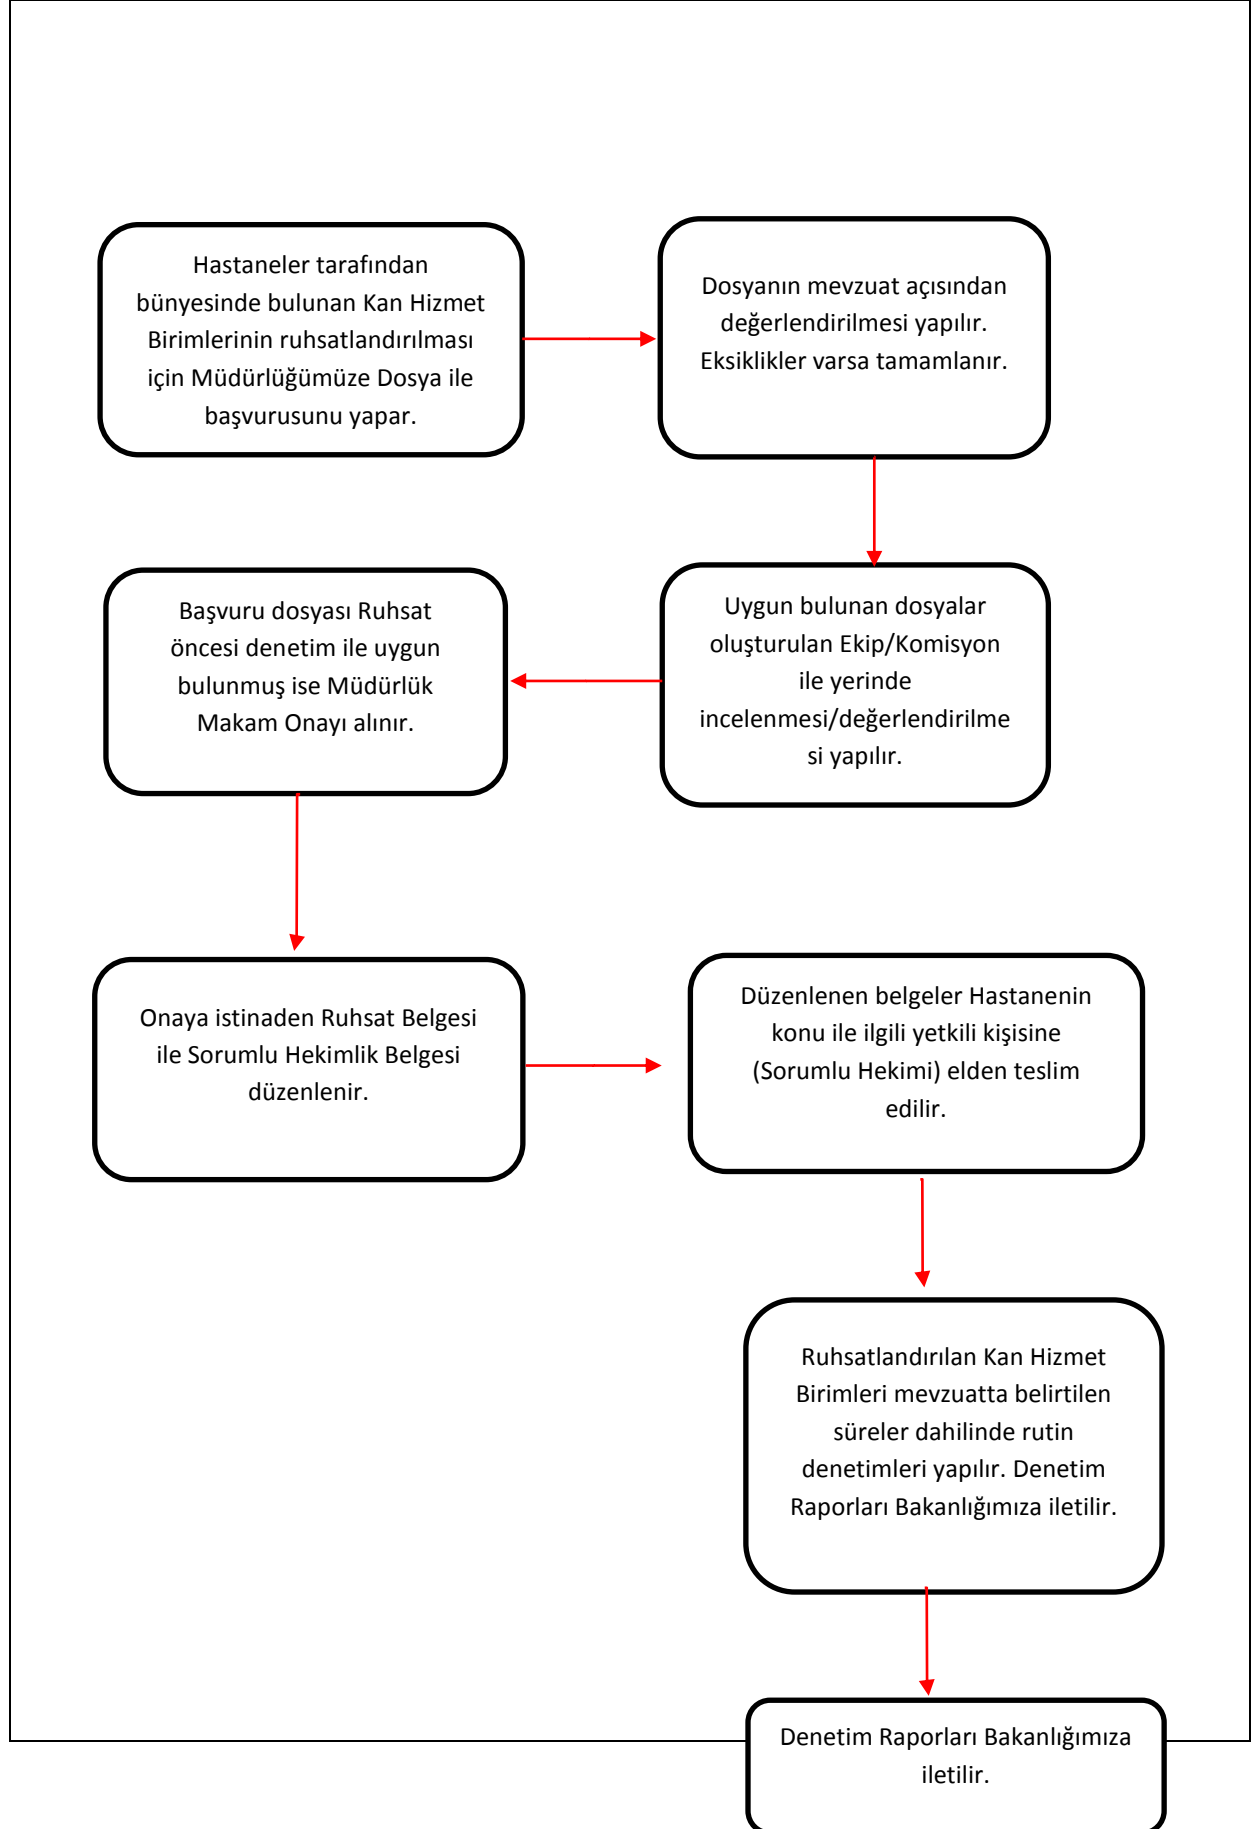 Hastaneler tarafından
bünyesinde bulunan Kan Hizmet
Birimlerinin ruhsatlandırılması
için Müdürlüğümüze Dosya ile
başvurusunu yapar.
Dosyanın mevzuat açısından
değerlendirilmesi yapılır.
Eksiklikler varsa tamamlanır.
Uygun bulunan dosyalar
oluşturulan Ekip/Komisyon
ile yerinde
incelenmesi/değerlendirilme
si yapılır.
Başvuru dosyası Ruhsat
öncesi denetim ile uygun
bulunmuş ise Müdürlük
Makam Onayı alınır.
Onaya istinaden Ruhsat Belgesi
ile Sorumlu Hekimlik Belgesi
düzenlenir.
Düzenlenen belgeler Hastanenin
konu ile ilgili yetkili kişisine
(Sorumlu Hekimi) elden teslim
edilir.
Ruhsatlandırılan Kan Hizmet
Birimleri mevzuatta belirtilen
süreler dahilinde rutin
denetimleri yapılır. Denetim
Raporları Bakanlığımıza iletilir.
Denetim Raporları Bakanlığımıza
iletilir.